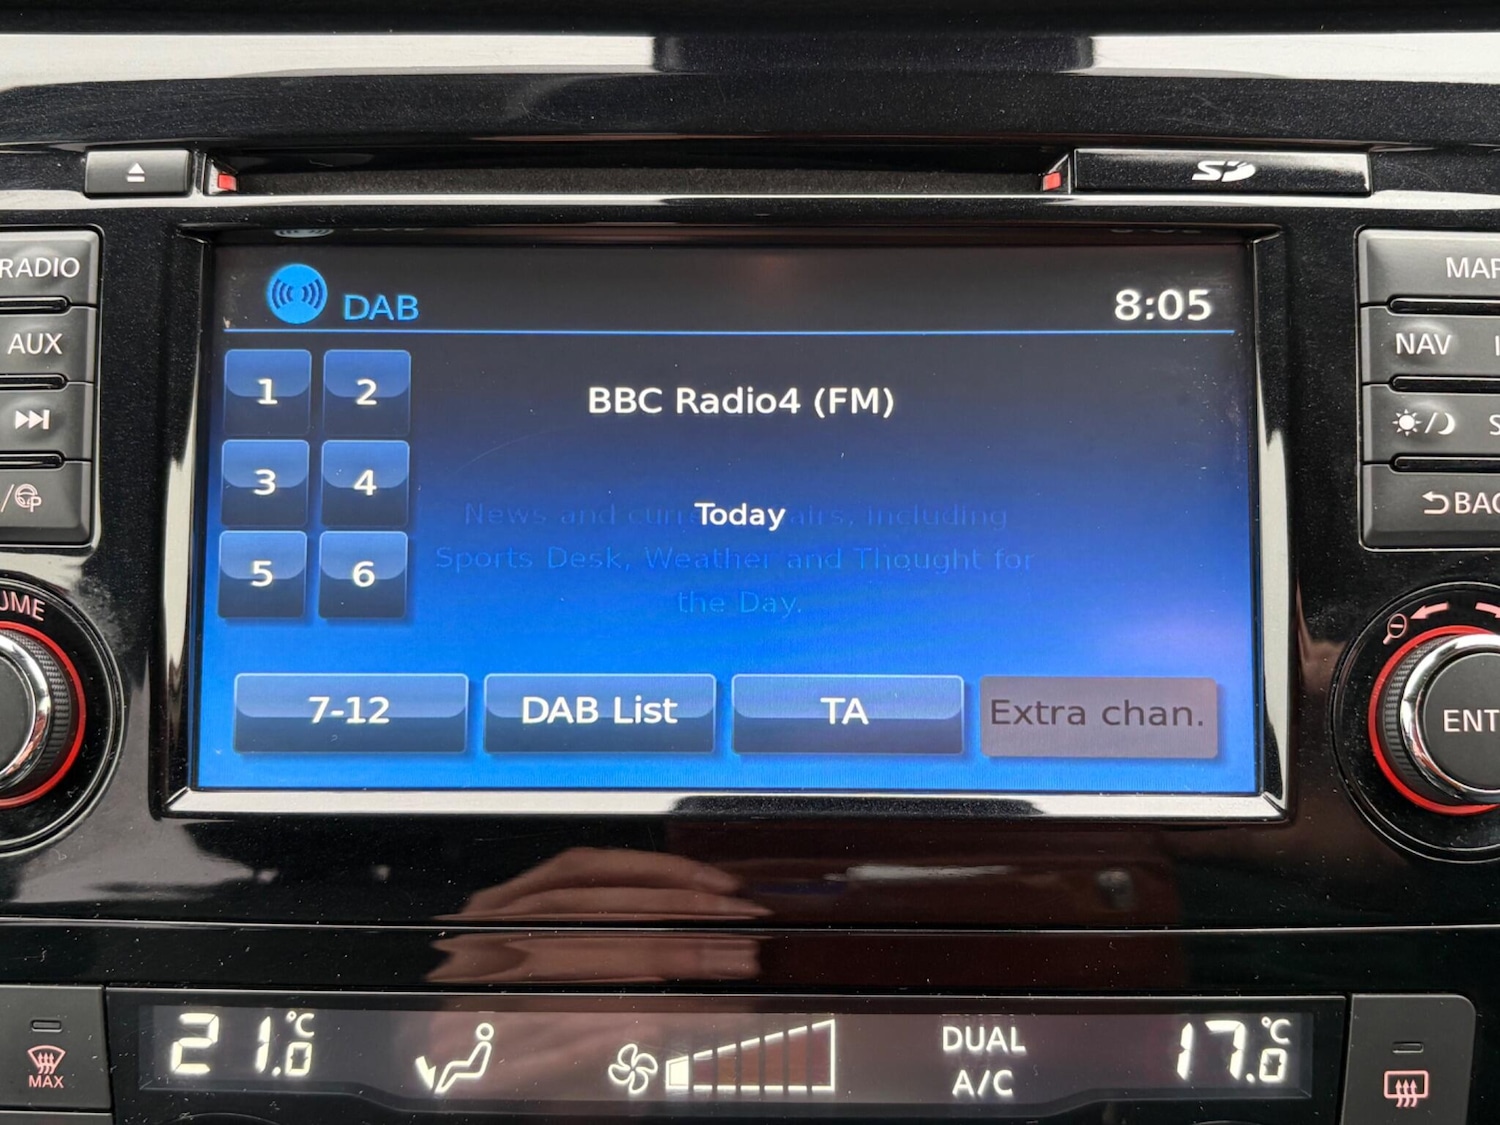 SD
RADIO
MAP
DAB
8:05
AUX
NAV
1 2
BBC Radio4 (FM)
3 4
News and current affairs, including
Today
Sports Desk, Weather and Thought for
the Day.
5 6
BACK
7-12
DAB List
TA
Extra chan.
21.0 °C
DUAL
A/C
17.0 °C
MAX